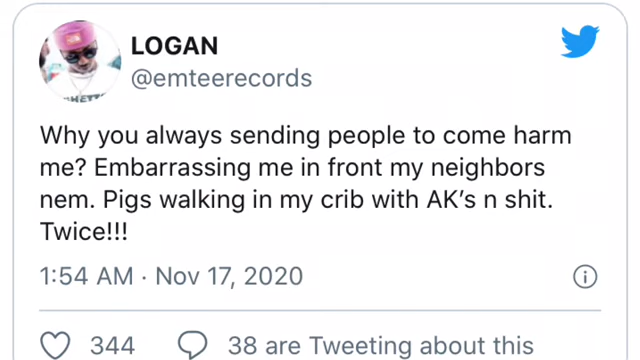 LOGAN
@emteerecords
Why you always sending people to come harm
me? Embarrassing me in front my neighbors
nem. Pigs walking in my crib with AK's n shit.
Twice!!!
1:54 AM · Nov 17, 2020
344
38 are Tweeting about this